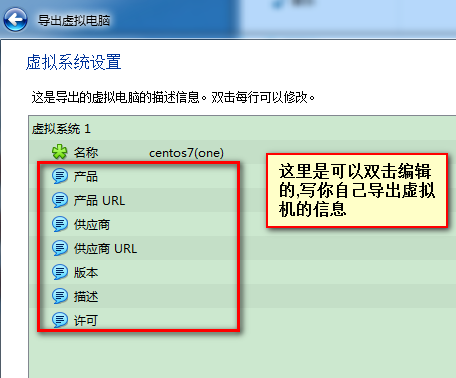 导出虚拟电脑
虚拟系统设置
这是导出的虚拟电脑的描述信息。双击每行可以修改。
虚拟系统 1
名称 centos7(one)
产品
产品 URL
供应商
供应商 URL
版本
描述
许可
这里是可以双击编辑
的,写你自己导出虚拟
机的信息